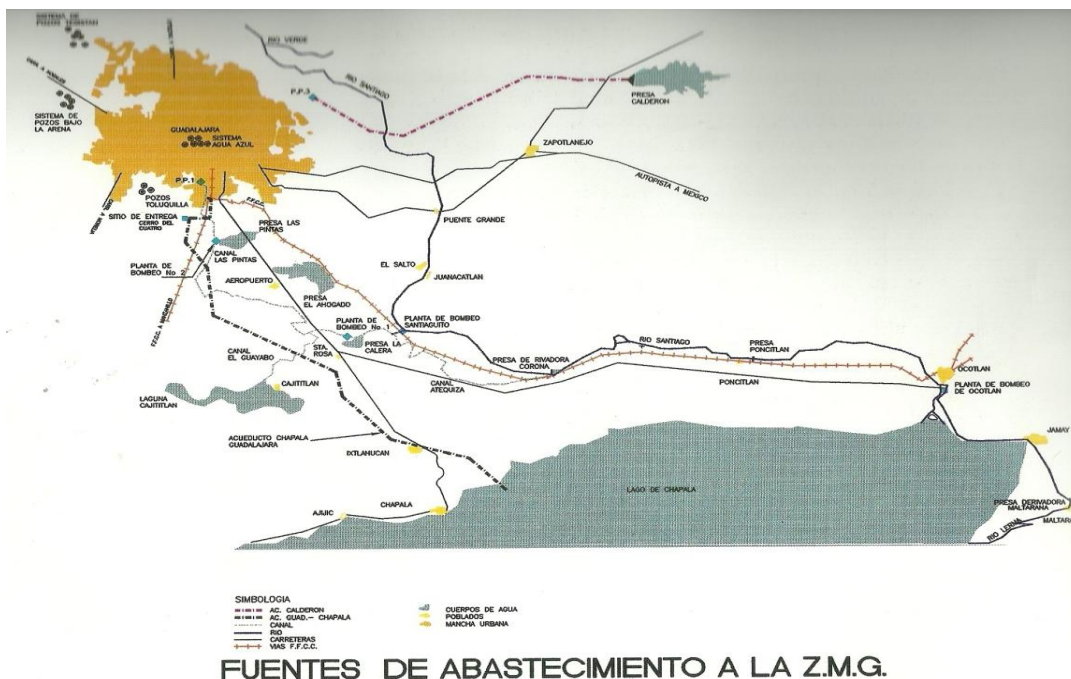 SISTEMA DE
POZOS TESISTAN
RIO VERDE
RIO SANTIAGO
P.P.3
PRESA
CALDERON
SISTEMA DE
POZOS BAJO
LA ARENA
GUADALAJARA
SISTEMA
AGUA AZUL
ZAPOTLANEJO
AUTOPISTA A MEXICO
P.P.1
POZOS
TOLUQUILLA
F.F.C.C.
SITIO DE ENTREGA
CERRO DEL
CUATRO
PRESA LAS
PINTAS
PUENTE GRANDE
CANAL
LAS PINTAS
PLANTA DE
BOMBEO No 2
EL SALTO
JUANACATLAN
AEROPUERTO
PRESA
EL AHOGADO
PLANTA DE
BOMBEO No. 1
PLANTA DE BOMBEO
SANTIAGUITO
PRESA LA
CALERA
STA.
ROSA
RIO SANTIAGO
PRESA
PONCITLAN
CANAL
EL GUAYABO
PRESA DE RIVADORA
CORONA
OCOTLAN
CAJITITLAN
CANAL
ATEQUIZA
PONCITLAN
PLANTA DE BOMBEO
DE OCOTLAN
LAGUNA
CAJITITLAN
ACUEDUCTO CHAPALA
GUADALAJARA
JAMAY
IXTLANUCAN
LAGO DE CHAPALA
AJIJIC
CHAPALA
PRESA DERIVADORA
MALTARANA
RIO LERMA
MALTARA
SIMBOLOGIA
AC. CALDERON
AC. GUAD.- CHAPALA
CANAL
RIO
CARRETERAS
VIAS F.F.C.C.
CUERPOS DE AGUA
POBLADOS
MANCHA URBANA
FUENTES DE ABASTECIMIENTO A LA Z.M.G.